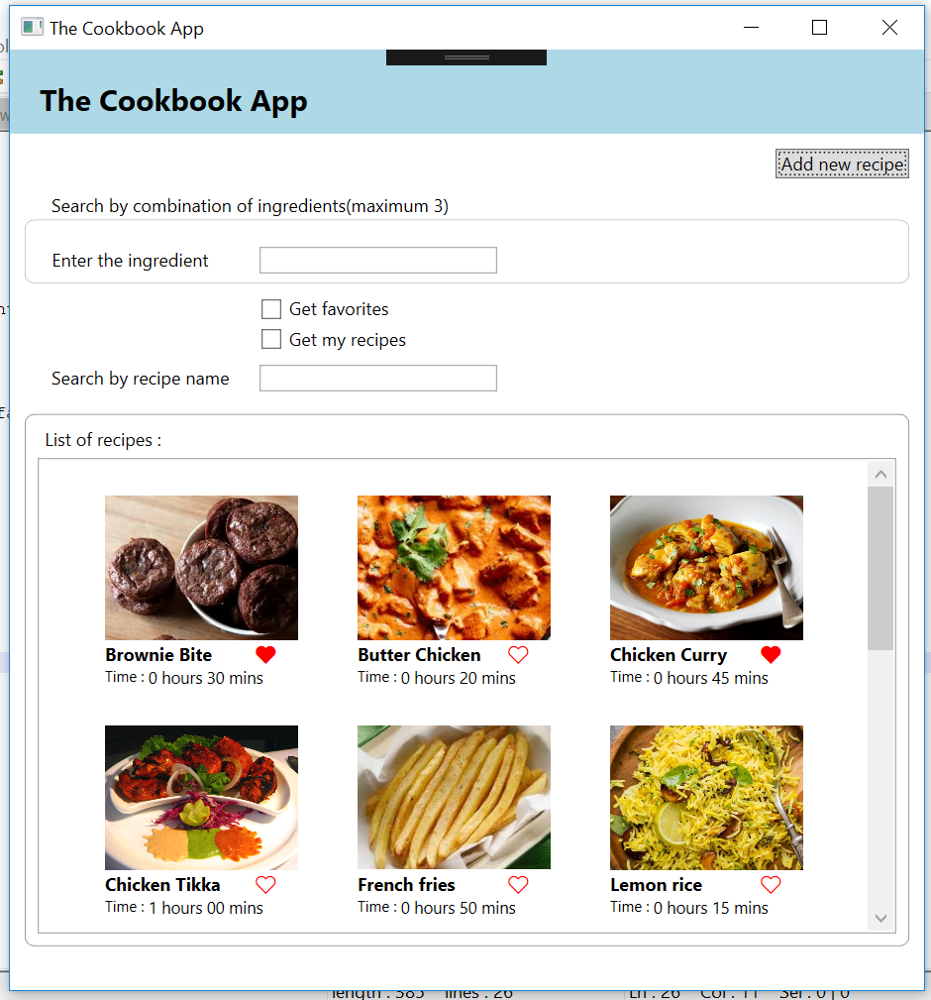 The Cookbook App
The Cookbook App
Add new recipe
Search by combination of ingredients(maximum 3)
Enter the ingredient
Get favorites
Get my recipes
Search by recipe name
List of recipes :
Brownie Bite
Time : 0 hours 30 mins
Butter Chicken
Time : 0 hours 20 mins
Chicken Curry
Time : 0 hours 45 mins
Chicken Tikka
Time : 1 hours 00 mins
French fries
Time : 0 hours 50 mins
Lemon rice
Time : 0 hours 15 mins
length : 385 lines : 26 Ln : 26 Col : 11 Sel : 0 | 0